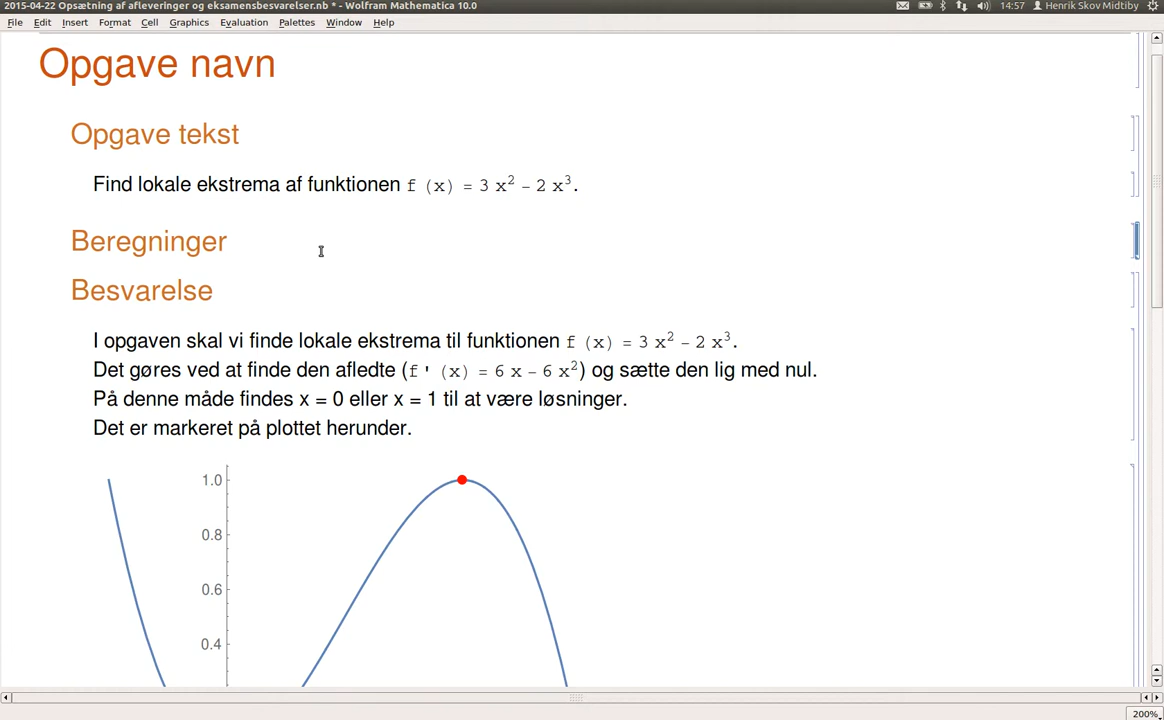 2015-04-22 Opsætning af afleveringer og eksamensbesvarelser.nb * - Wolfram Mathematica 10.0
14:57 Henrik Skov Midtiby
File Edit Insert Format Cell Graphics Evaluation Palettes Window Help
Opgave navn
Opgave tekst
Find lokale ekstrema af funktionen f (x) = 3 x² – 2 x³.
Beregninger
Besvarelse
I opgaven skal vi finde lokale ekstrema til funktionen f (x) = 3 x² – 2 x³.
Det gøres ved at finde den afledte (f ' (x) = 6 x – 6 x²) og sætte den lig med nul.
På denne måde findes x = 0 eller x = 1 til at være løsninger.
Det er markeret på plottet herunder.
1.0
0.8
0.6
0.4
200%